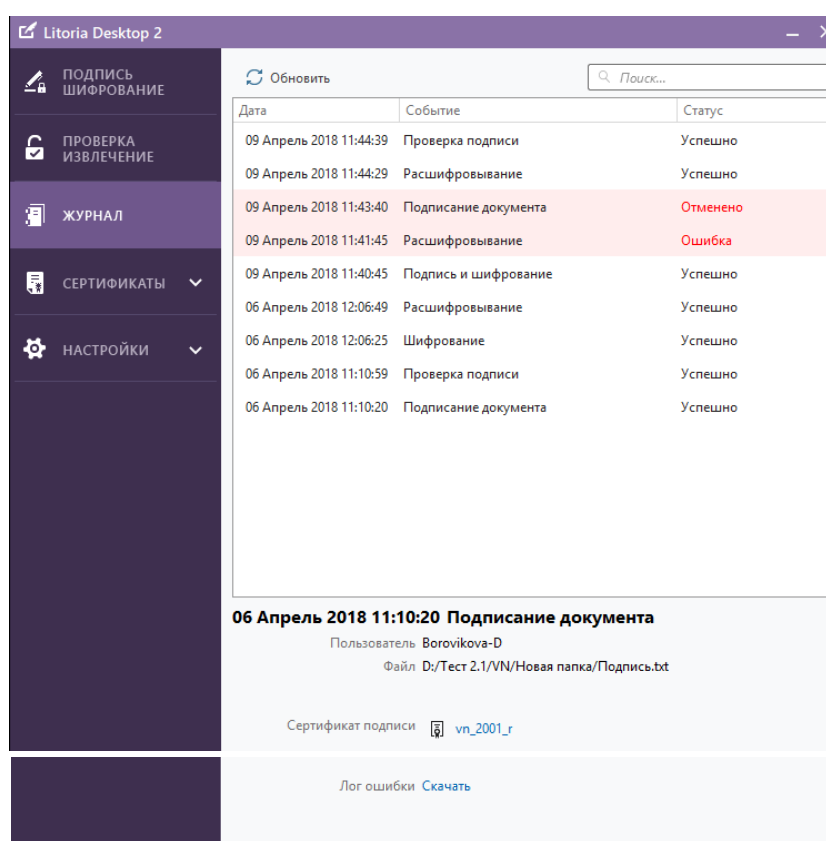 Litoria Desktop 2
ПОДПИСЬ
ШИФРОВАНИЕ
ПРОВЕРКА
ИЗВЛЕЧЕНИЕ
ЖУРНАЛ
СЕРТИФИКАТЫ
НАСТРОЙКИ
Обновить
Поиск...
Дата Событие Статус
09 Апрель 2018 11:44:39 Проверка подписи Успешно
09 Апрель 2018 11:44:29 Расшифровывание Успешно
09 Апрель 2018 11:43:40 Подписание документа Отменено
09 Апрель 2018 11:41:45 Расшифровывание Ошибка
09 Апрель 2018 11:40:45 Подпись и шифрование Успешно
06 Апрель 2018 12:06:49 Расшифровывание Успешно
06 Апрель 2018 12:06:25 Шифрование Успешно
06 Апрель 2018 11:10:59 Проверка подписи Успешно
06 Апрель 2018 11:10:20 Подписание документа Успешно
06 Апрель 2018 11:10:20 Подписание документа
Пользователь Borovikova-D
Файл D:/Тест 2.1/VN/Новая папка/Подпись.txt
Сертификат подписи vn_2001_r
Лог ошибки Скачать